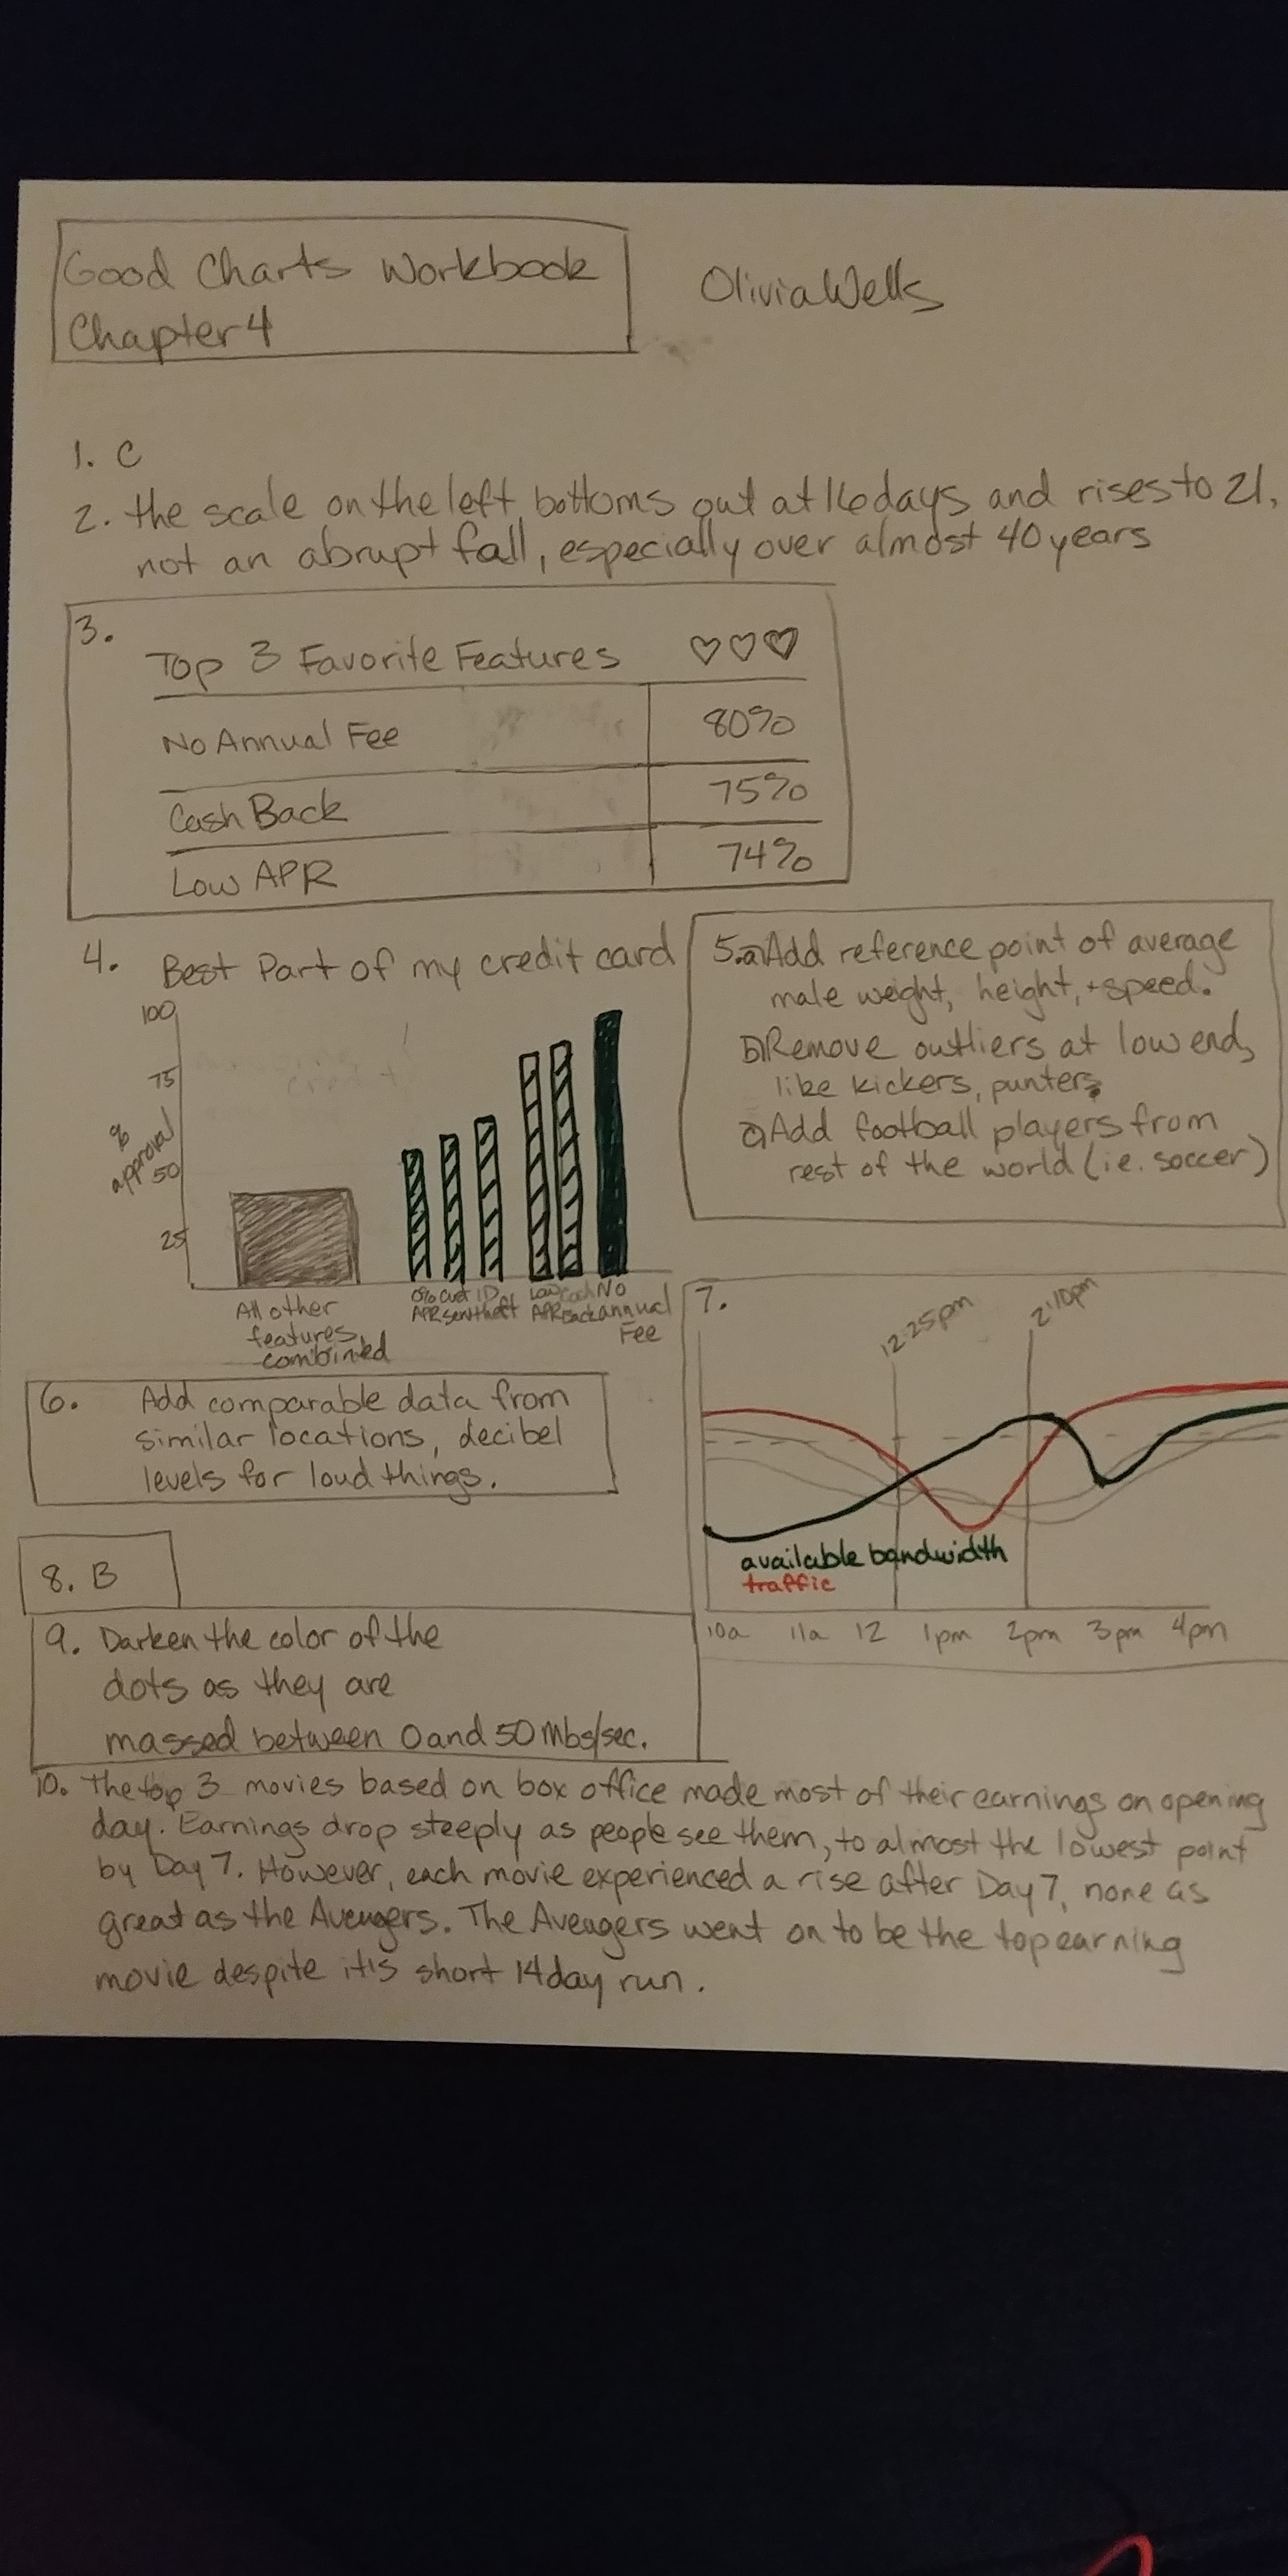 Good Charts Workbook
Chapter 4
Olivia Wells
1. C
2. the scale on the left bottoms out at 16 days and rises to 21,
not an abrupt fall, especially over almost 40 years
3. Top 3 Favorite Features ♡♡♡
No Annual Fee 80%
Cash Back 75%
Low APR 74%
4. Best Part of my credit card
100
75
% approval
50
25
All other
features
combined
No
annual
Fee
5. a) Add reference point of average
male weight, height, + speed.
b) Remove outliers at low end,
like kickers, punters
c) Add football players from
rest of the world (i.e. soccer)
6. Add comparable data from
similar locations, decibel
levels for loud things.
7.
12:25pm
2:10pm
available bandwidth
traffic
10a 11a 12 1pm 2pm 3pm 4pm
8. B
9. Darken the color of the
dots as they are
massed between 0 and 50 Mbs/sec.
10. The top 3 movies based on box office made most of their earnings on opening
day. Earnings drop steeply as people see them, to almost the lowest point
by Day 7. However, each movie experienced a rise after Day 7, none as
great as the Avengers. The Avengers went on to be the top earning
movie despite it's short 14 day run.